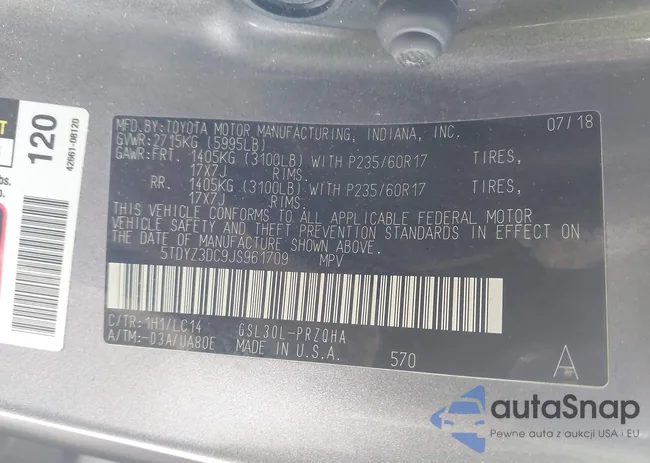 MFD.BY:TOYOTA MOTOR MANUFACTURING, INDIANA, INC. 07/18
GVWR:2715KG (5995LB)
GAWR:FRT. 1405KG (3100LB) WITH P235/60R17 TIRES,
17X7J RIMS.
RR. 1405KG (3100LB) WITH P235/60R17 TIRES,
17X7J RIMS.
THIS VEHICLE CONFORMS TO ALL APPLICABLE FEDERAL MOTOR
VEHICLE SAFETY AND THEFT PREVENTION STANDARDS IN EFFECT ON
THE DATE OF MANUFACTURE SHOWN ABOVE.
5TDYZ3DC9JS961709 MPV
C/TR:1H1/LC14 GSL30L-PRZQHA
A/TM:-03A/UA80E MADE IN U.S.A. 570 A
120
42661-08120
autaSnap
Pewne auta z aukcji USA i EU